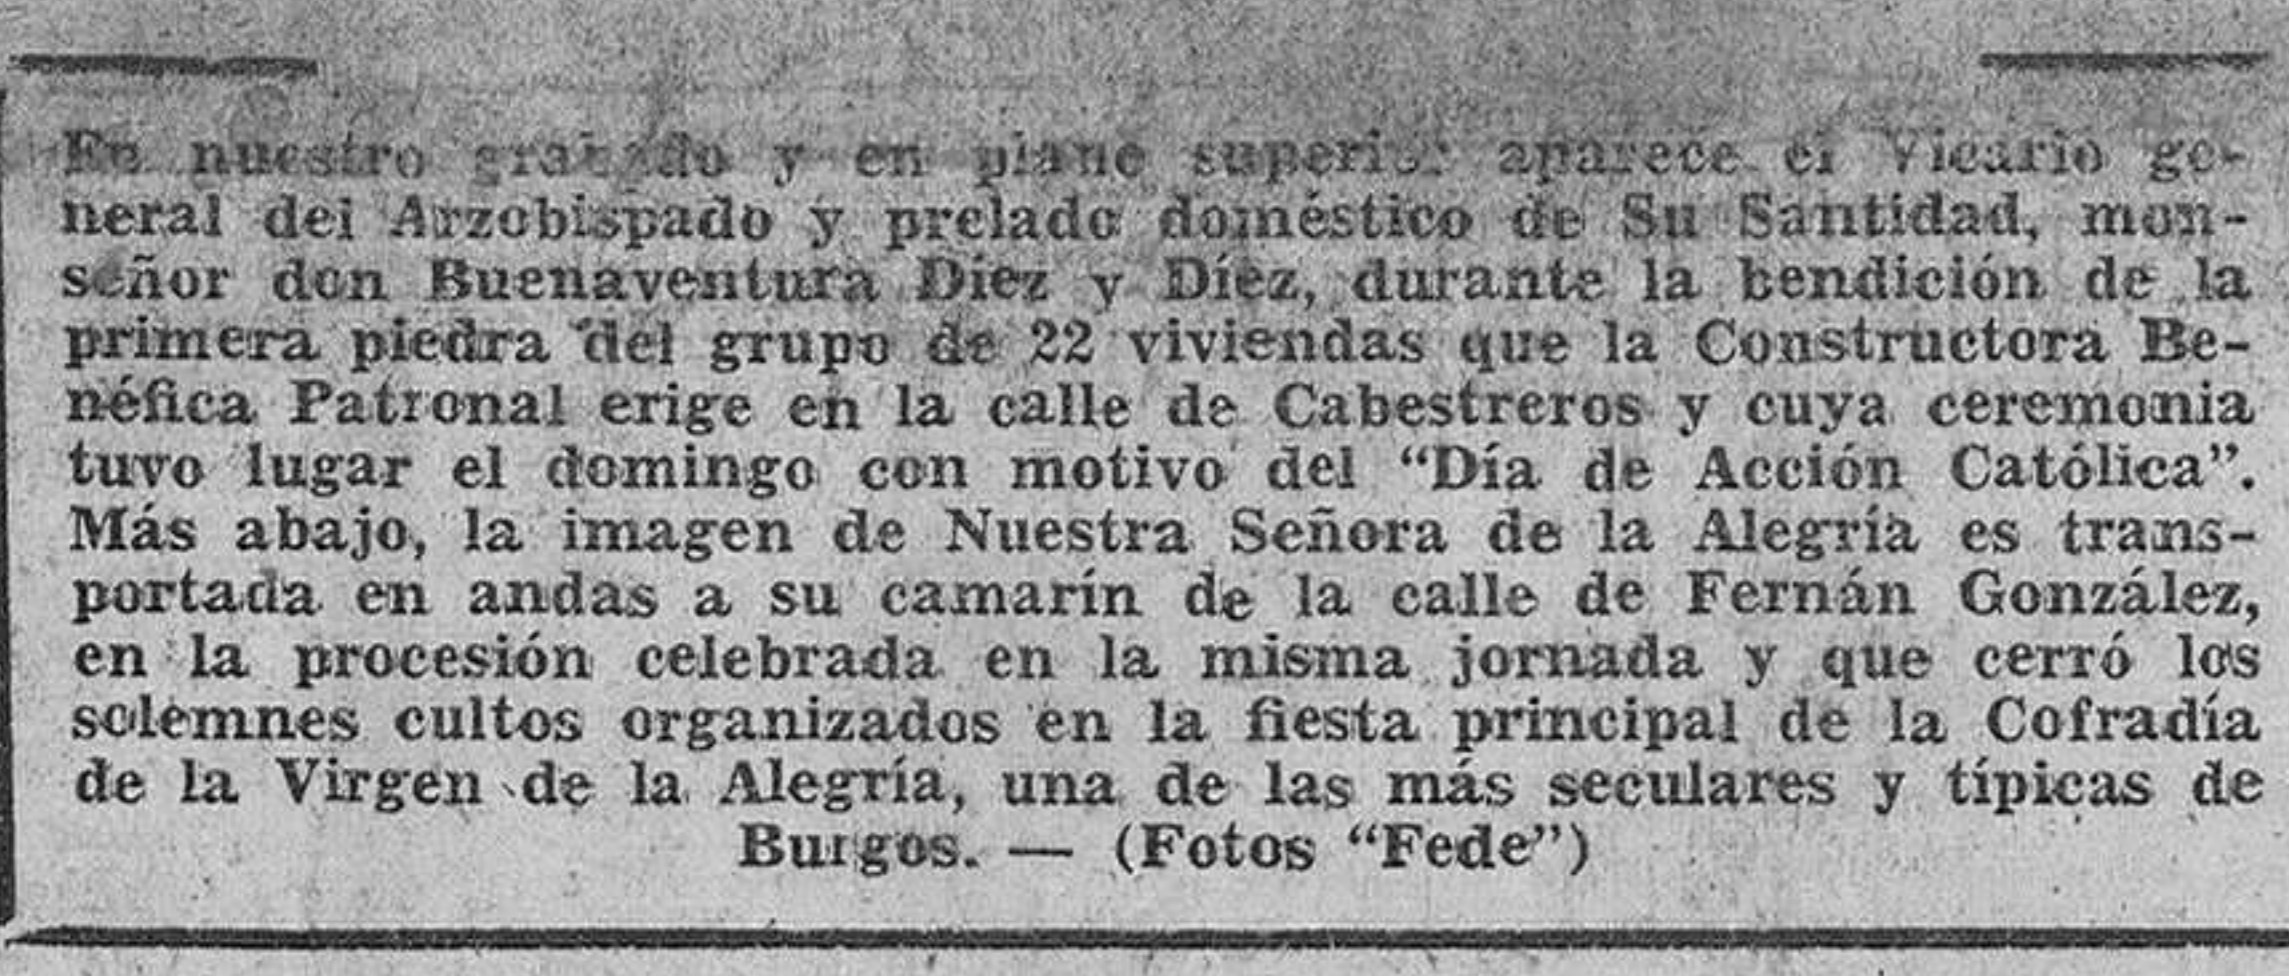 En nuestro grabado y en plano superior aparece el Vicario ge-
neral del Arzobispado y prelado doméstico de Su Santidad, mon-
señor don Buenaventura Díez y Díez, durante la bendición de la
primera piedra del grupo de 22 viviendas que la Constructora Be-
néfica Patronal erige en la calle de Cabestreros y cuya ceremonia
tuvo lugar el domingo con motivo del “Día de Acción Católica”.
Más abajo, la imagen de Nuestra Señora de la Alegría es trans-
portada en andas a su camarín de la calle de Fernán González,
en la procesión celebrada en la misma jornada y que cerró los
solemnes cultos organizados en la fiesta principal de la Cofradía
de la Virgen de la Alegría, una de las más seculares y típicas de
Burgos. — (Fotos “Fede”)